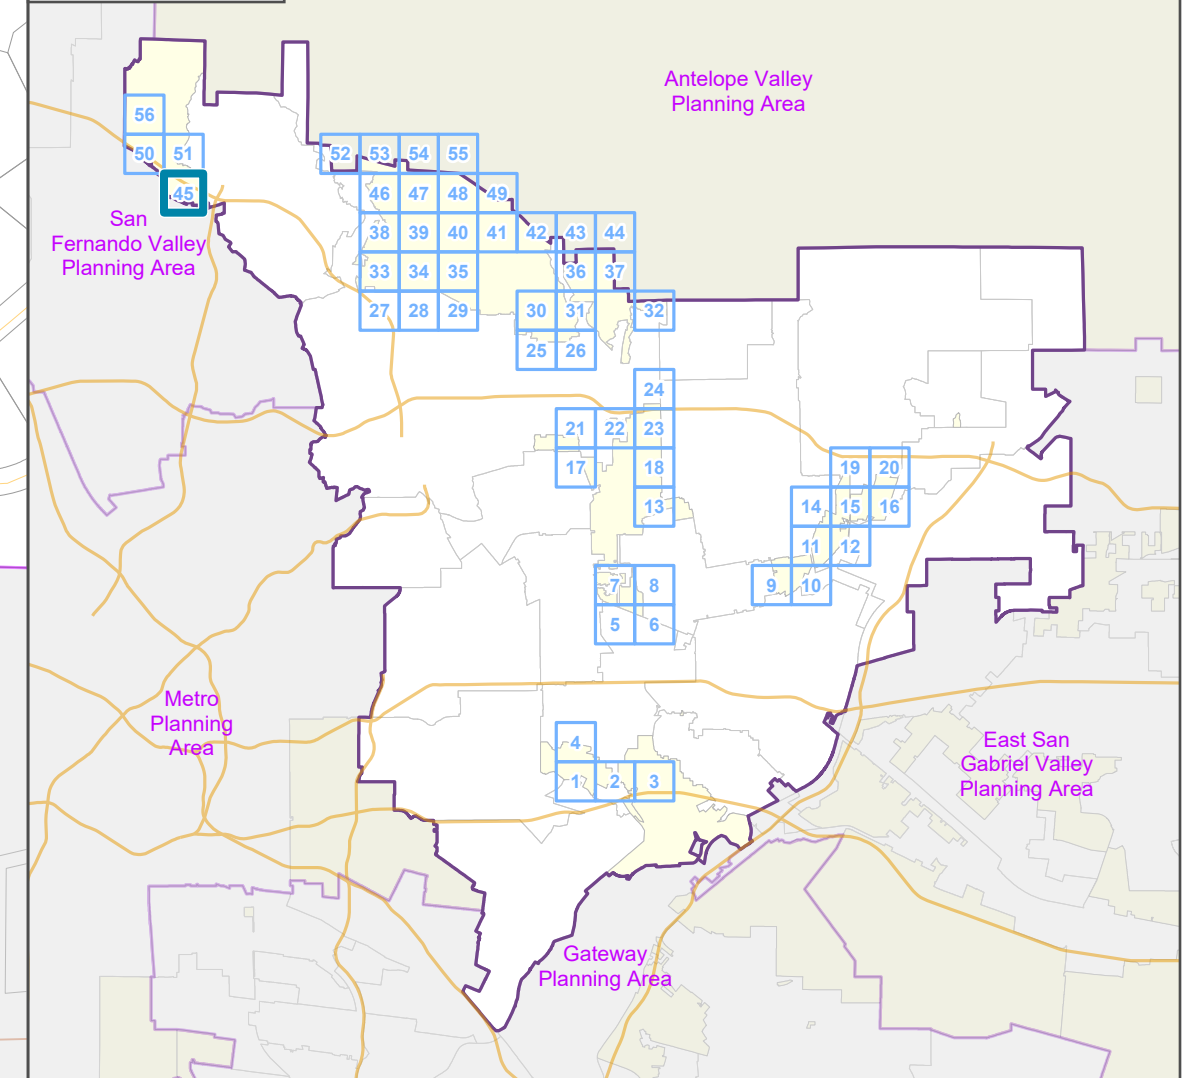 Antelope Valley
Planning Area
56
50 51
52 53 54 55
45
46 47 48 49
San
Fernando Valley
Planning Area
38 39 40 41 42 43 44
33 34 35 36 37
27 28 29 30 31 32
25 26
24
21 22 23
17 18 19 20
13 14 15 16
11 12
7 8 9 10
5 6
Metro
Planning
Area
4
East San
Gabriel Valley
Planning Area
1 2 3
Gateway
Planning Area